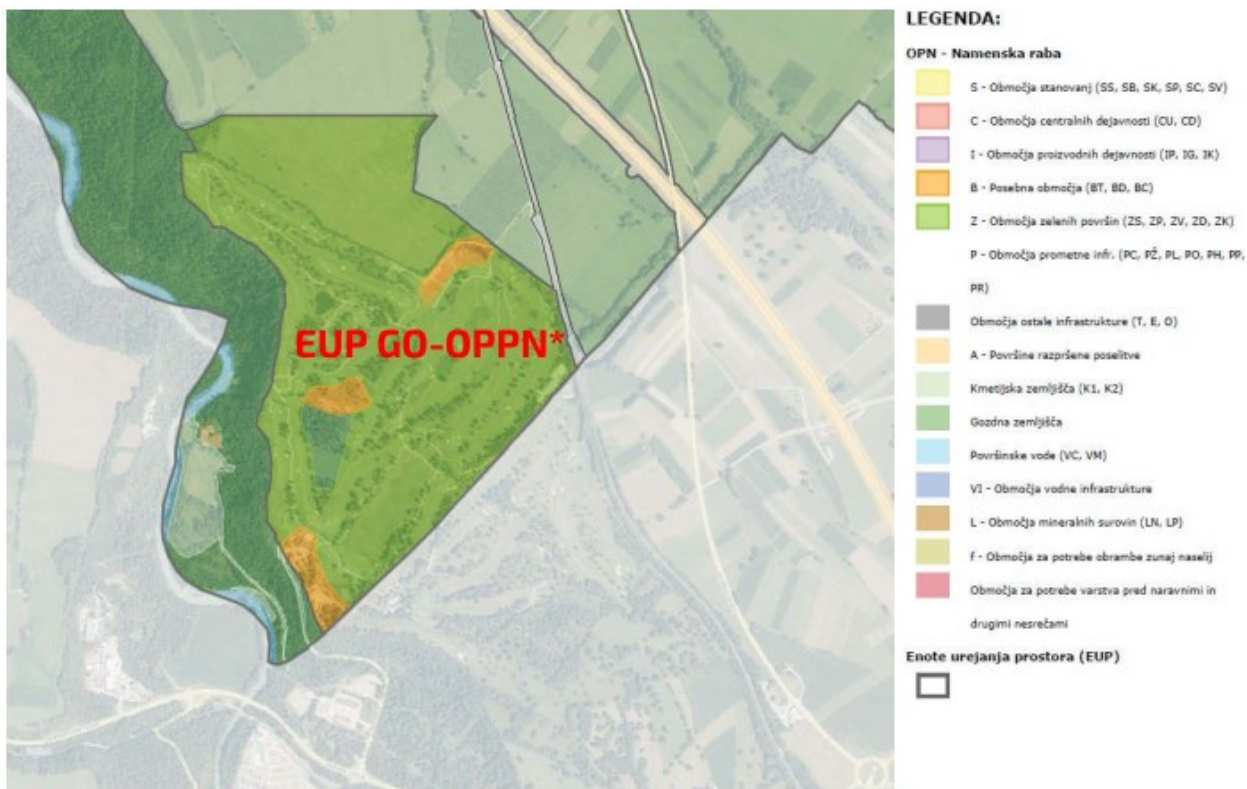 EUP GO-OPPN*
LEGENDA:
OPN - Namenska raba
S - Območja stanovanj (SS, SB, SK, SP, SC, SV)
C - Območja centralnih dejavnosti (CU, CD)
I - Območja proizvodnih dejavnosti (IP, IG, IK)
B - Posebna območja (BT, BD, BC)
Z - Območja zelenih površin (ZS, ZP, ZV, ZD, ZK)
P - Območja prometne infr. (PC, PŽ, PL, PO, PH, PP,
PR)
Območja ostale infrastrukture (T, E, O)
A - Površine razpršene poselitve
Kmetijska zemljišča (K1, K2)
Gozdna zemljišča
Površinske vode (VC, VM)
VI - Območja vodne infrastrukture
L - Območja mineralnih surovin (LN, LP)
f - Območja za potrebe obrambe zunaj naselij
Območja za potrebe varstva pred naravnimi in
drugimi nesrečami
Enote urejanja prostora (EUP)